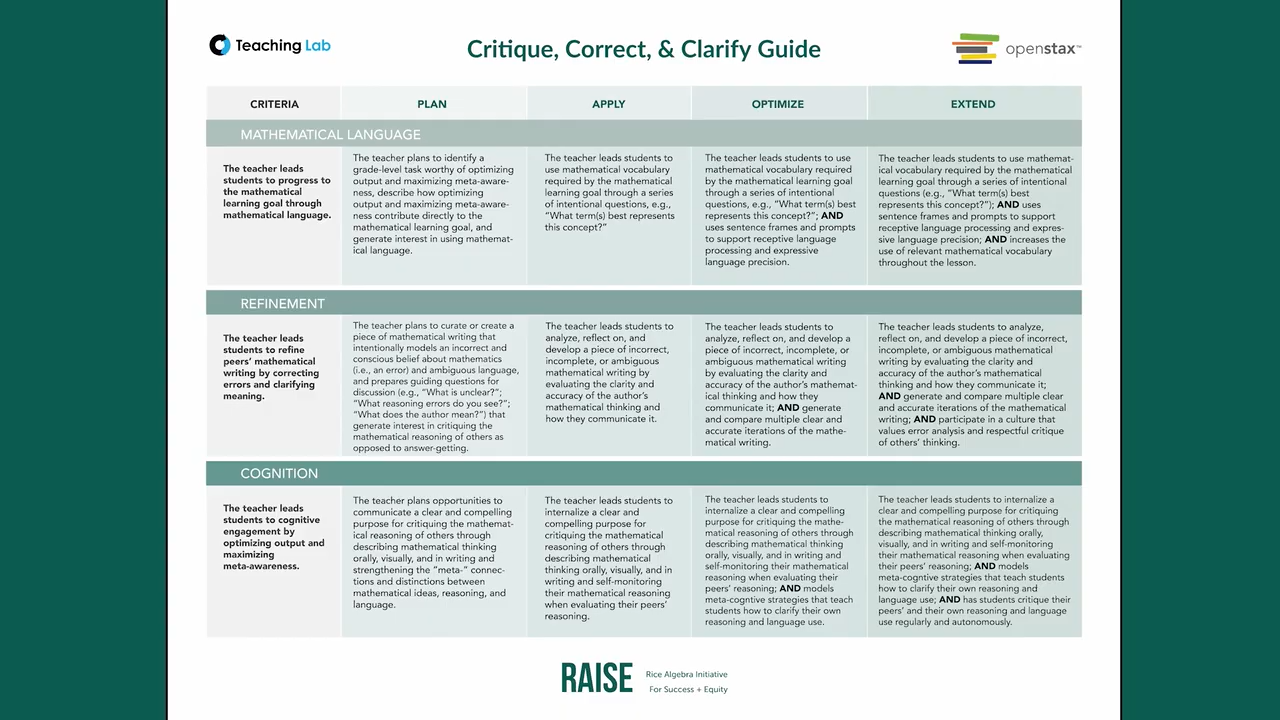 Teaching Lab
Critique, Correct, & Clarify Guide
openstax™
CRITERIA
PLAN
APPLY
OPTIMIZE
EXTEND
MATHEMATICAL LANGUAGE
The teacher leads
students to progress to
the mathematical
learning goal through
mathematical language.
The teacher plans to identify a
grade-level task worthy of optimizing
output and maximizing meta-aware-
ness, describe how optimizing
output and maximizing meta-aware-
ness contribute directly to the
mathematical learning goal, and
generate interest in using mathemat-
ical language.
The teacher leads students to
use mathematical vocabulary
required by the mathematical
learning goal through a series
of intentional questions, e.g.,
“What term(s) best represents
this concept?”
The teacher leads students to use
mathematical vocabulary required
by the mathematical learning goal
through a series of intentional
questions, e.g., “What term(s) best
represents this concept?”; AND
uses sentence frames and prompts
to support receptive language
processing and expressive
language precision.
The teacher leads students to use mathemat-
ical vocabulary required by the mathematical
learning goal through a series of intentional
questions (e.g., “What term(s) best
represents this concept?”); AND uses
sentence frames and prompts to support
receptive language processing and expres-
sive language precision; AND increases the
use of relevant mathematical vocabulary
throughout the lesson.
REFINEMENT
The teacher leads
students to refine
peers’ mathematical
writing by correcting
errors and clarifying
meaning.
The teacher plans to curate or create a
piece of mathematical writing that
intentionally models an incorrect and
conscious belief about mathematics
(i.e., an error) and ambiguous language,
and prepares guiding questions for
discussion (e.g., “What is unclear?”;
“What reasoning errors do you see?”;
“What does the author mean?”) that
generate interest in critiquing the
mathematical reasoning of others as
opposed to answer-getting.
The teacher leads students to
analyze, reflect on, and
develop a piece of incorrect,
incomplete, or ambiguous
mathematical writing by
evaluating the clarity and
accuracy of the author’s
mathematical thinking and
how they communicate it.
The teacher leads students to
analyze, reflect on, and develop a
piece of incorrect, incomplete, or
ambiguous mathematical writing
by evaluating the clarity and
accuracy of the author’s mathemat-
ical thinking and how they
communicate it; AND generate
and compare multiple clear and
accurate iterations of the mathe-
matical writing.
The teacher leads students to analyze,
reflect on, and develop a piece of incorrect,
incomplete, or ambiguous mathematical
writing by evaluating the clarity and
accuracy of the author’s mathematical
thinking and how they communicate it;
AND generate and compare multiple clear
and accurate iterations of the mathematical
writing; AND participate in a culture that
values error analysis and respectful critique
of others’ thinking.
COGNITION
The teacher leads
students to cognitive
engagement by
optimizing output and
maximizing
meta-awareness.
The teacher plans opportunities to
communicate a clear and compelling
purpose for critiquing the mathemat-
ical reasoning of others through
describing mathematical thinking
orally, visually, and in writing and
strengthening the “meta-” connec-
tions and distinctions between
mathematical ideas, reasoning, and
language.
The teacher leads students to
internalize a clear and
compelling purpose for
critiquing the mathematical
reasoning of others through
describing mathematical
thinking orally, visually, and in
writing and self-monitoring
their mathematical reasoning
when evaluating their peers’
reasoning.
The teacher leads students to
internalize a clear and compelling
purpose for critiquing the mathe-
matical reasoning of others through
describing mathematical thinking
orally, visually, and in writing and
self-monitoring their mathematical
reasoning when evaluating their
peers’ reasoning; AND models
meta-cogntive strategies that teach
students how to clarify their own
reasoning and language use.
The teacher leads students to internalize a
clear and compelling purpose for critiquing
the mathematical reasoning of others through
describing mathematical thinking orally,
visually, and in writing and self-monitoring
their mathematical reasoning when evaluating
their peers’ reasoning; AND models
meta-cognitive strategies that teach students
how to clarify their own reasoning and
language use; AND has students critique their
peers’ and their own reasoning and language
use regularly and autonomously.
RAISE
Rice Algebra Initiative
For Success + Equity